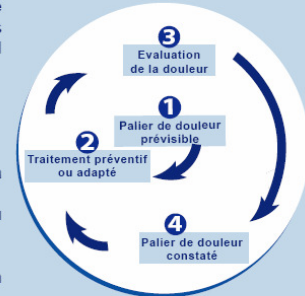 3
Evaluation
de la douleur
1
Palier de douleur
prévisible
2
Traitement préventif
ou adapté
4
Palier de douleur
constaté